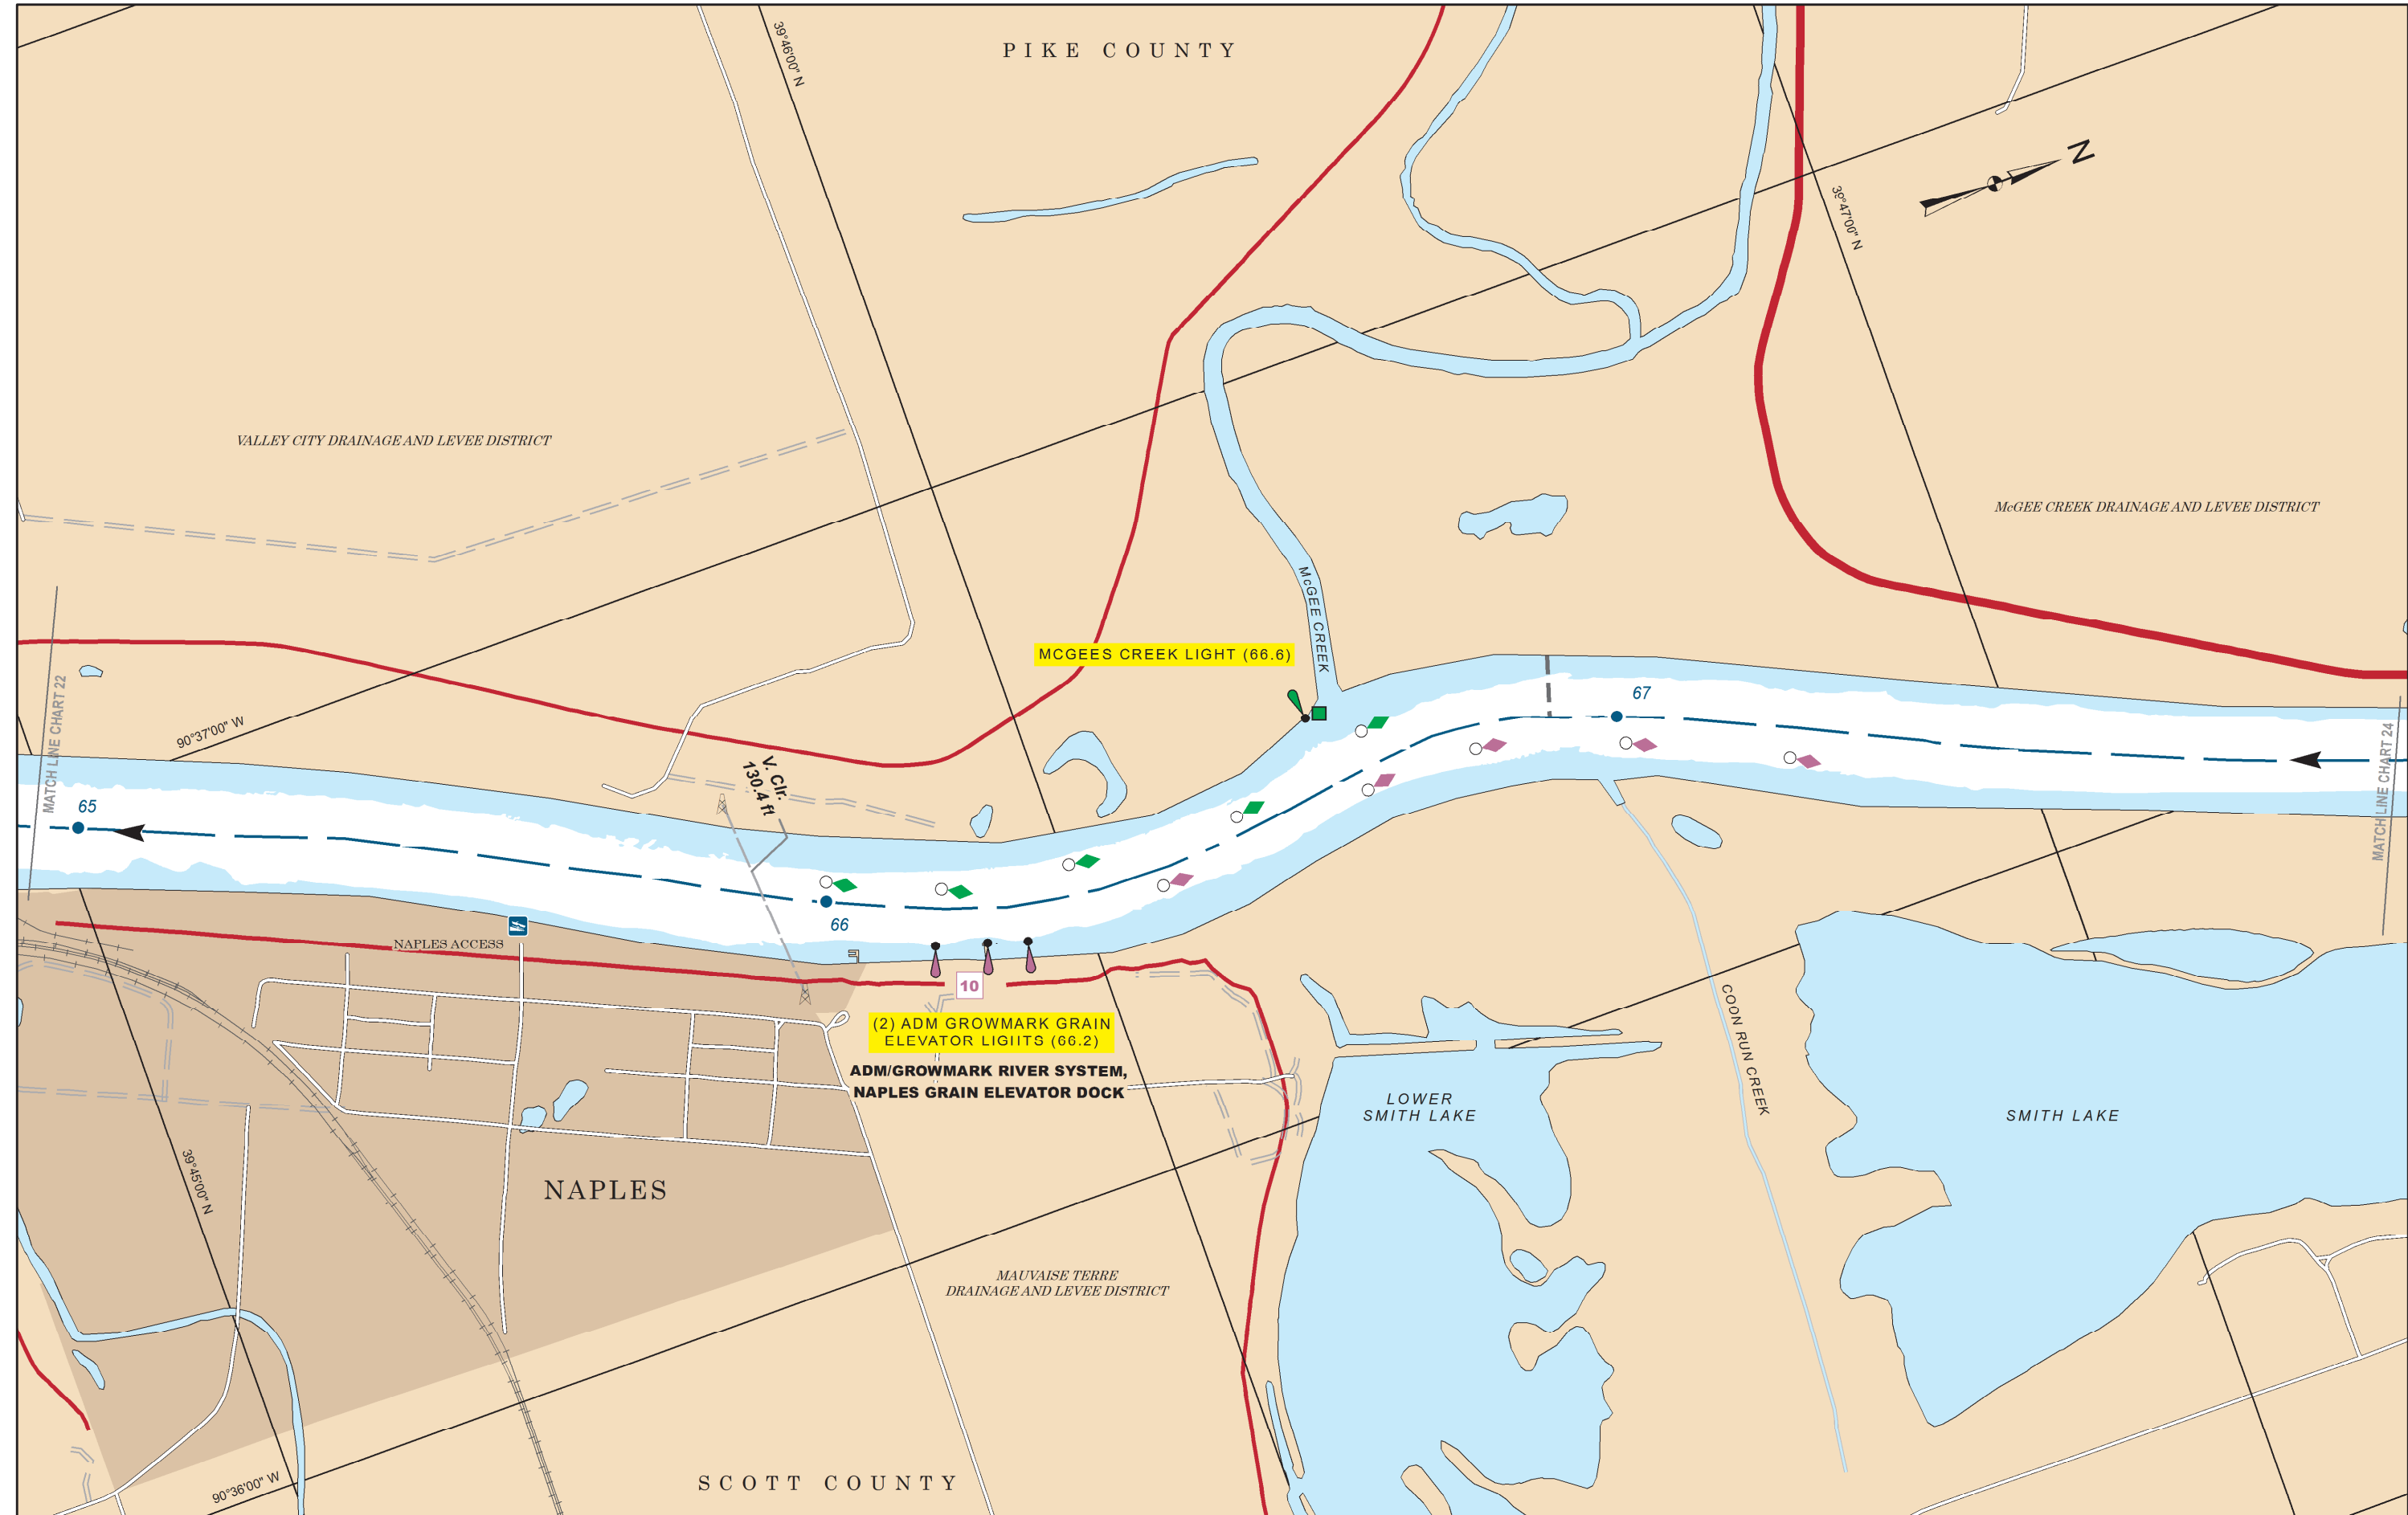 PIKE COUNTY
39°46'00" N
N
39°47'00" N
VALLEY CITY DRAINAGE AND LEVEE DISTRICT
McGEE CREEK DRAINAGE AND LEVEE DISTRICT
McGEE CREEK
MCGEES CREEK LIGHT (66.6)
MATCH LINE CHART 22
90°37'00" W
67
MATCH LINE CHART 24
V. Clr.
130.4 ft
65
66
NAPLES ACCESS
10
(2) ADM GROWMARK GRAIN
ELEVATOR LIGIITS (66.2)
ADM/GROWMARK RIVER SYSTEM,
NAPLES GRAIN ELEVATOR DOCK
COON RUN CREEK
LOWER
SMITH LAKE
SMITH LAKE
39°45'00" N
NAPLES
MAUVAISE TERRE
DRAINAGE AND LEVEE DISTRICT
90°36'00" W
SCOTT COUNTY